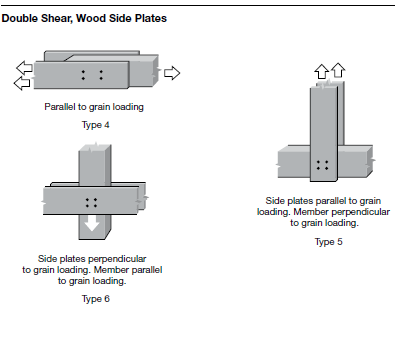 Double Shear, Wood Side Plates
Parallel to grain loading
Type 4
Side plates parallel to grain
loading. Member perpendicular
to grain loading.
Type 5
Side plates perpendicular
to grain loading. Member parallel
to grain loading.
Type 6